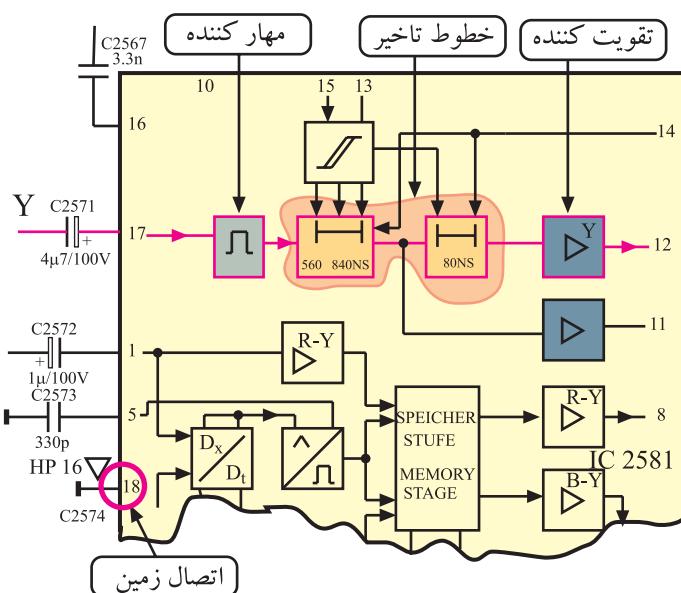 مهار کننده
خطوط تاخیر
تقویت کننده
C2567
3.3n
10
15
13
16
14
Y
C2571
+
4µ7/100V
17
560 840NS
80NS
Y
12
11
C2572
+
1µ/100V
1
R-Y
C2573
330p
5
Dx
Dt
SPEICHER
STUFE
MEMORY
STAGE
R-Y
8
IC 2581
B-Y
HP 16
18
C2574
اتصال زمین